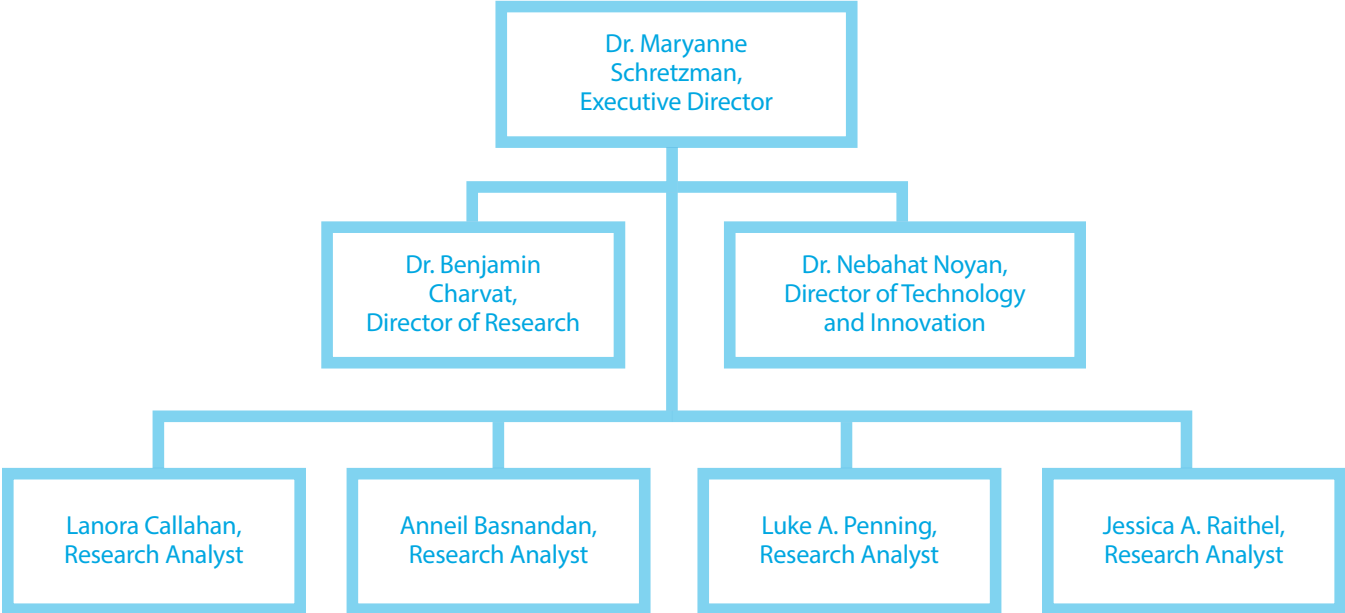 Dr. Maryanne
Schretzman,
Executive Director
Dr. Benjamin
Charvat,
Director of Research
Dr. Nebahat Noyan,
Director of Technology
and Innovation
Lanora Callahan,
Research Analyst
Anneil Basnandan,
Research Analyst
Luke A. Penning,
Research Analyst
Jessica A. Raithel,
Research Analyst